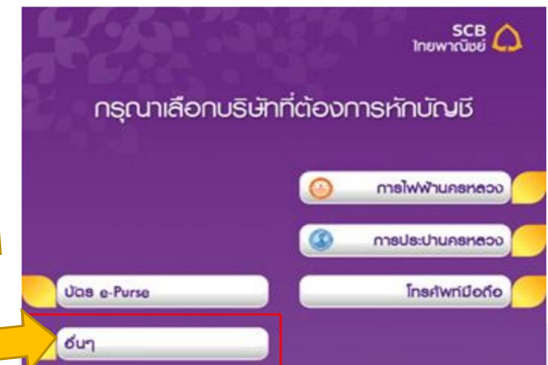 SCB
ไทยพาณิชย์
กรุณาเลือกบริษัทที่ต้องการหักบัญชี
การไฟฟ้านครหลวง
การประปานครหลวง
บัตร e-Purse
โทรศัพท์มือถือ
อื่นๆ